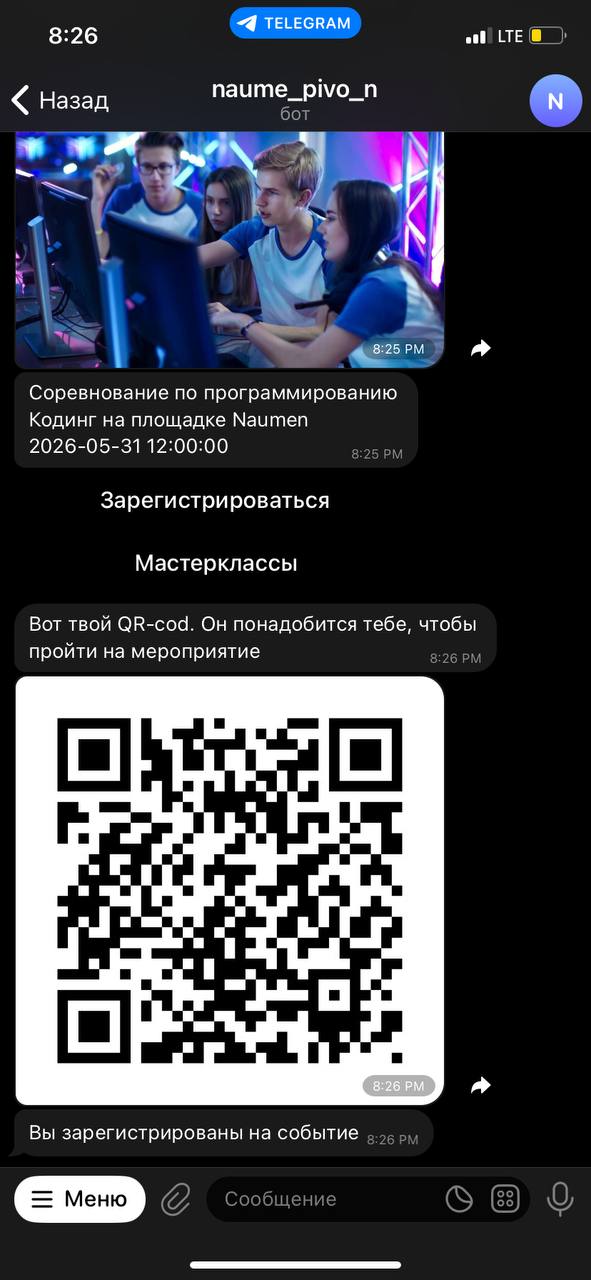 8:26
TELEGRAM
LTE
Назад
naume_pivo_n
бот
N
8:25 PM
Соревнование по программированию
Кодинг на площадке Naumen
2026-05-31 12:00:00
8:25 PM
Зарегистрироваться
Мастерклассы
Вот твой QR-cod. Он понадобится тебе, чтобы
пройти на мероприятие
8:26 PM
8:26 PM
Вы зарегистрированы на событие 8:26 PM
Меню
Сообщение